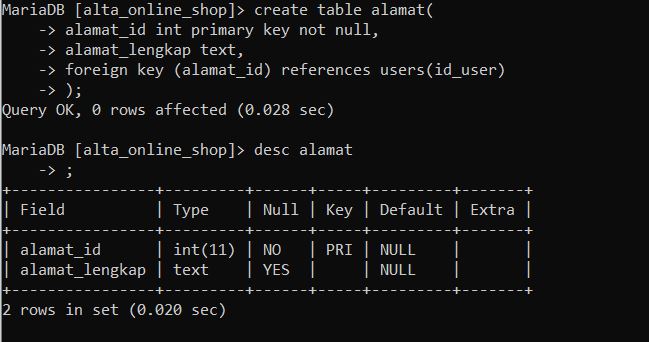 MariaDB [alta_online_shop]> create table alamat(
    -> alamat_id int primary key not null,
    -> alamat_lengkap text,
    -> foreign key (alamat_id) references users(id_user)
    -> );
Query OK, 0 rows affected (0.028 sec)

MariaDB [alta_online_shop]> desc alamat
    -> ;
+----------------+---------+------+-----+---------+-------+
| Field          | Type    | Null | Key | Default | Extra |
+----------------+---------+------+-----+---------+-------+
| alamat_id      | int(11) | NO   | PRI | NULL    |       |
| alamat_lengkap | text    | YES  |     | NULL    |       |
+----------------+---------+------+-----+---------+-------+
2 rows in set (0.020 sec)